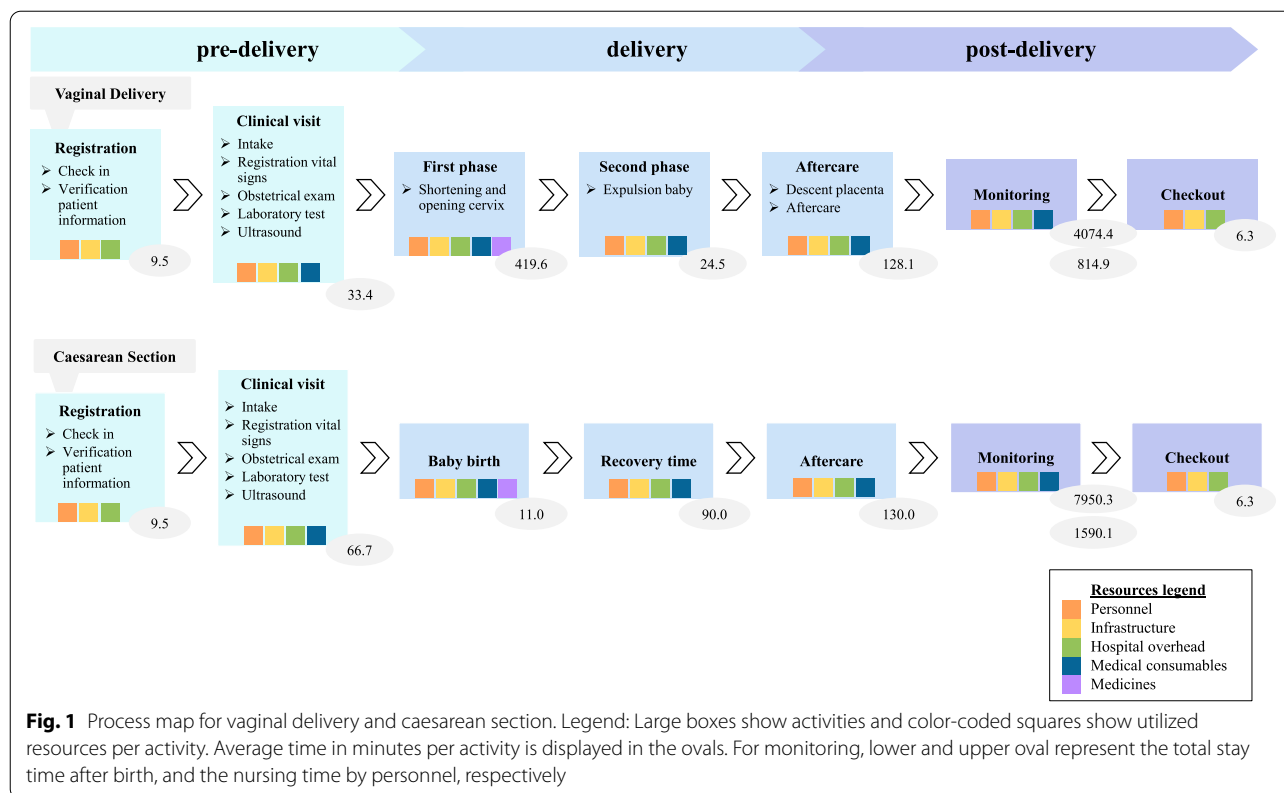 pre-delivery
delivery
post-delivery
Vaginal Delivery
Registration
➢ Check in
➢ Verification
patient
information
9.5
Clinical visit
➢ Intake
➢ Registration vital
signs
➢ Obstetrical exam
➢ Laboratory test
➢ Ultrasound
33.4
First phase
➢ Shortening and
opening cervix
419.6
Second phase
➢ Expulsion baby
24.5
Aftercare
➢ Descent placenta
➢ Aftercare
128.1
Monitoring
4074.4
814.9
Checkout
6.3
Caesarean Section
Registration
➢ Check in
➢ Verification
patient
information
9.5
Clinical visit
➢ Intake
➢ Registration vital
signs
➢ Obstetrical exam
➢ Laboratory test
➢ Ultrasound
66.7
Baby birth
11.0
Recovery time
90.0
Aftercare
130.0
Monitoring
7950.3
1590.1
Checkout
6.3
Resources legend
Personnel
Infrastructure
Hospital overhead
Medical consumables
Medicines
Fig. 1 Process map for vaginal delivery and caesarean section. Legend: Large boxes show activities and color-coded squares show utilized
resources per activity. Average time in minutes per activity is displayed in the ovals. For monitoring, lower and upper oval represent the total stay
time after birth, and the nursing time by personnel, respectively